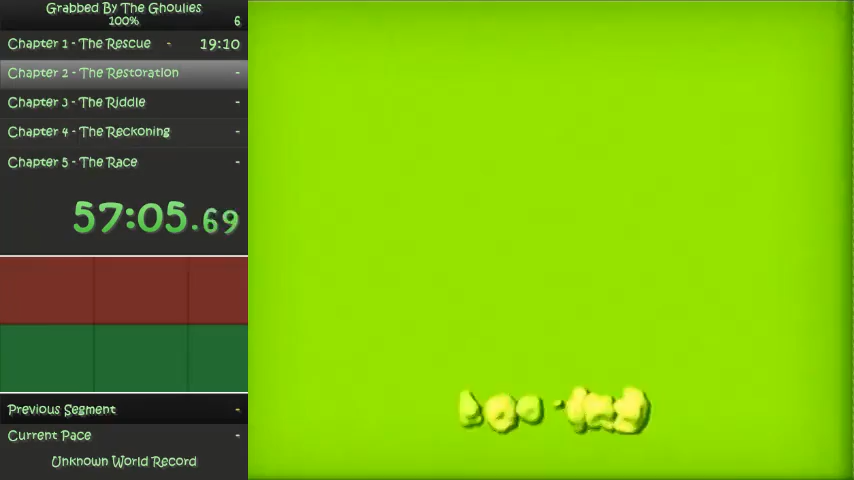 Grabbed By The Ghoulies
100% 6
Chapter 1 - The Rescue - 19:10
Chapter 2 - The Restoration -
Chapter 3 - The Riddle -
Chapter 4 - The Reckoning -
Chapter 5 - The Race -
57:05.69
Previous Segment -
Current Pace -
Unknown World Record